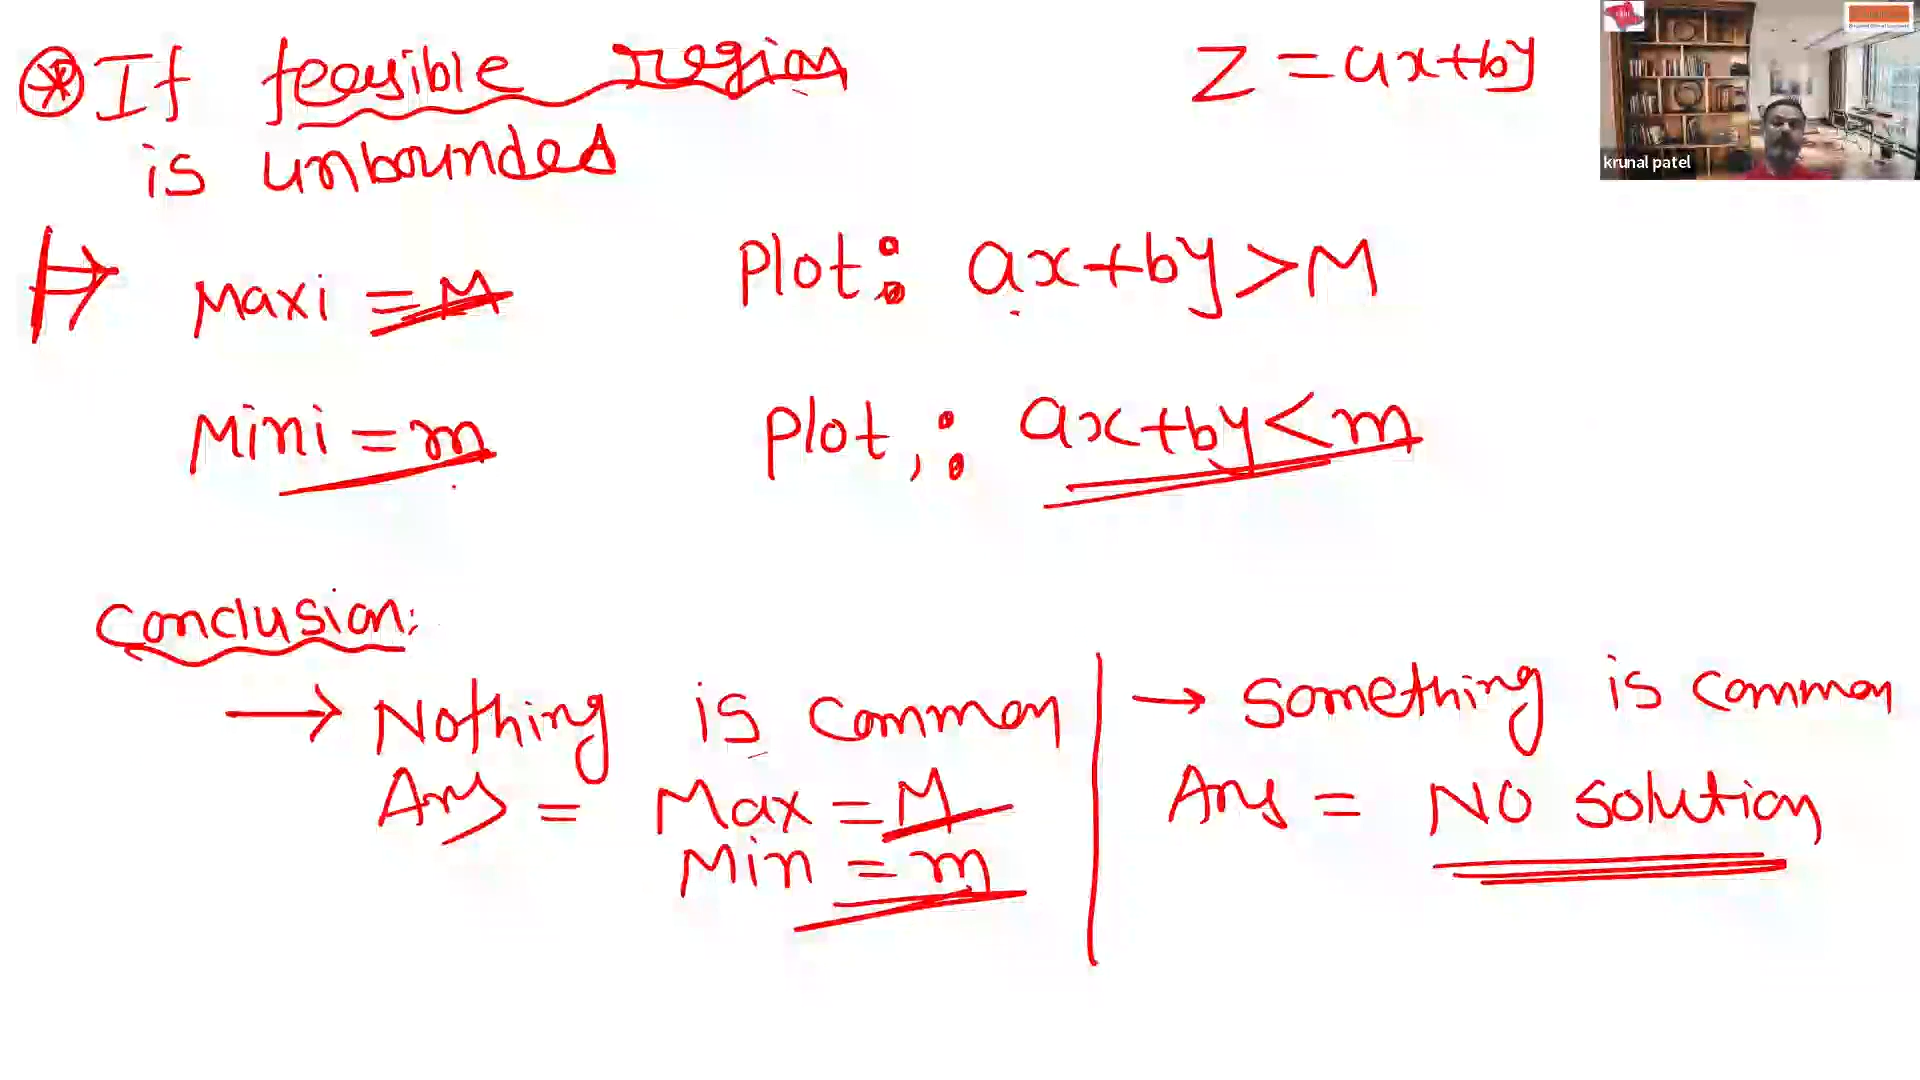 If feasible region
is unbounded
Z = ax+by
krunal patel
Maxi = M
Plot: ax+by>M
Mini = m
Plot,: ax+by<m
Conclusion:
→ Nothing is common
Ans = Max = M
Min = m
→ Something is common
Ans = NO solution